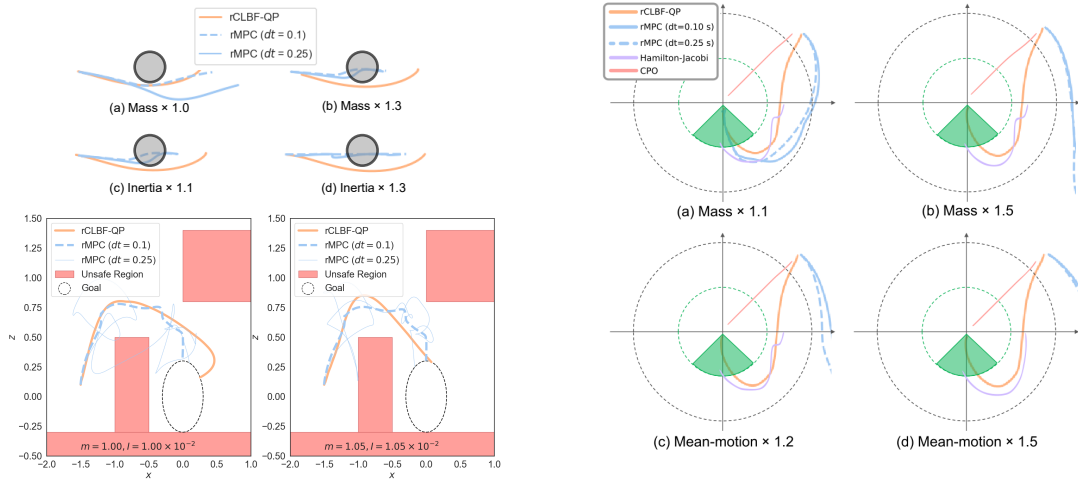 rCLBF-QP
rMPC (dt = 0.1)
rMPC (dt = 0.25)
(a) Mass × 1.0
(b) Mass × 1.3
(c) Inertia × 1.1
(d) Inertia × 1.3
1.50
1.25
1.00
0.75
0.50
0.25
0.00
−0.25
−0.50
z
rCLBF-QP
rMPC (dt = 0.1)
rMPC (dt = 0.25)
Unsafe Region
Goal
m = 1.00, I = 1.00 × 10⁻²
−2.0 −1.5 −1.0 −0.5 0.0 0.5 1.0
x
1.50
1.25
1.00
0.75
0.50
0.25
0.00
−0.25
−0.50
z
rCLBF-QP
rMPC (dt = 0.1)
rMPC (dt = 0.25)
Unsafe Region
Goal
m = 1.05, I = 1.05 × 10⁻²
−2.0 −1.5 −1.0 −0.5 0.0 0.5 1.0
x
rCLBF-QP
rMPC (dt=0.10 s)
rMPC (dt=0.25 s)
Hamilton-Jacobi
CPO
(a) Mass × 1.1
(b) Mass × 1.5
(c) Mean-motion × 1.2
(d) Mean-motion × 1.5